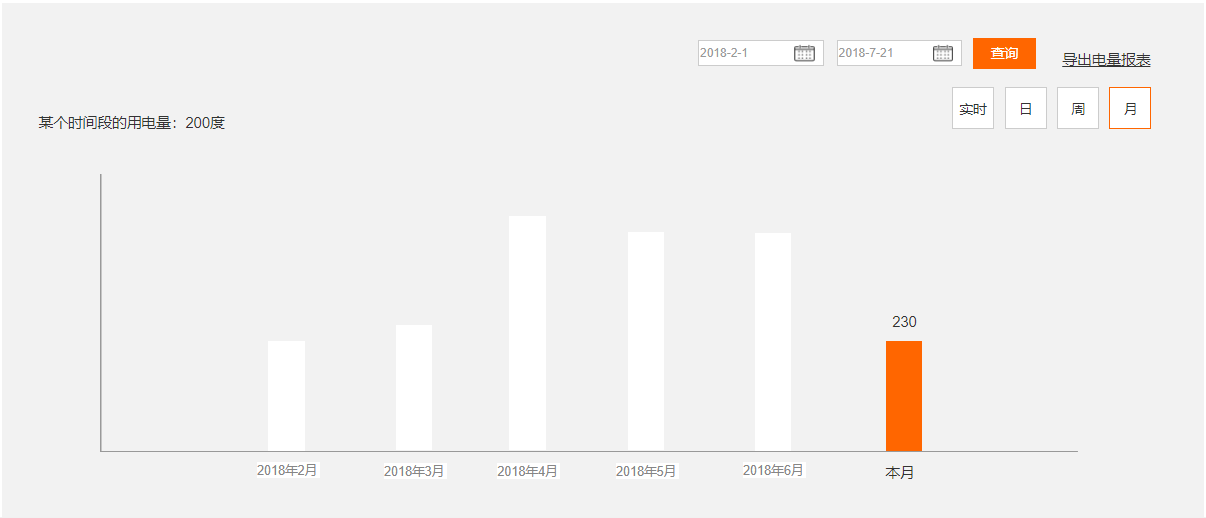 2018-2-1
2018-7-21
查询
导出电量报表
实时
日
周
月
某个时间段的用电量：200度
230
2018年2月
2018年3月
2018年4月
2018年5月
2018年6月
本月